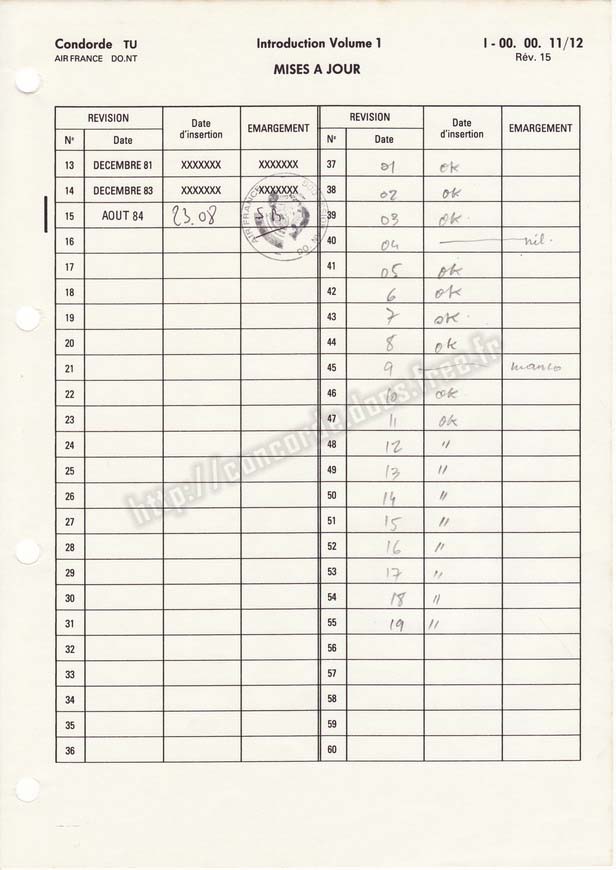 Condorde TU Introduction Volume 1 I - 00. 00. 11/12
AIR FRANCE DO.NT Rév. 15
MISES A JOUR
REVISION Date d'insertion EMARGEMENT REVISION Date d'insertion EMARGEMENT
N° Date N° Date
13 DECEMBRE 81 XXXXXXX XXXXXXX 37 01 ok
14 DECEMBRE 83 XXXXXXX XXXXXXX 38 02 ok
15 AOUT 84 23.08 39 03 ok.
AIR FRANCE DO. N
16 40 04 nil.
17 41 05 ok
18 42 6 ok
19 43 7 ok.
20 44 8 ok
21 45 9 manco
22 46 10 ok
23 47 11 ok
24 48 12 "
25 49 13 "
26 50 14 "
27 51 15 "
28 52 16 "
29 53 17 "
30 54 18 "
31 55 19 "
32 56
33 57
34 58
35 59
36 60
http://concorde.docs.free.fr